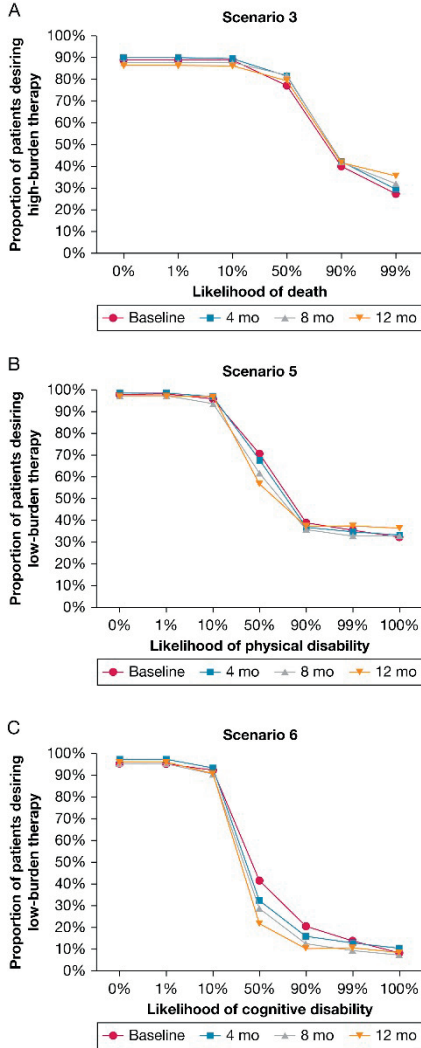 A
Scenario 3
Proportion of patients desiring
high-burden therapy
100%
90%
80%
70%
60%
50%
40%
30%
20%
10%
0%
0% 1% 10% 50% 90% 99%
Likelihood of death
Baseline 4 mo 8 mo 12 mo
B
Scenario 5
Proportion of patients desiring
low-burden therapy
100%
90%
80%
70%
60%
50%
40%
30%
20%
10%
0%
0% 1% 10% 50% 90% 99% 100%
Likelihood of physical disability
Baseline 4 mo 8 mo 12 mo
C
Scenario 6
Proportion of patients desiring
low-burden therapy
100%
90%
80%
70%
60%
50%
40%
30%
20%
10%
0%
0% 1% 10% 50% 90% 99% 100%
Likelihood of cognitive disability
Baseline 4 mo 8 mo 12 mo